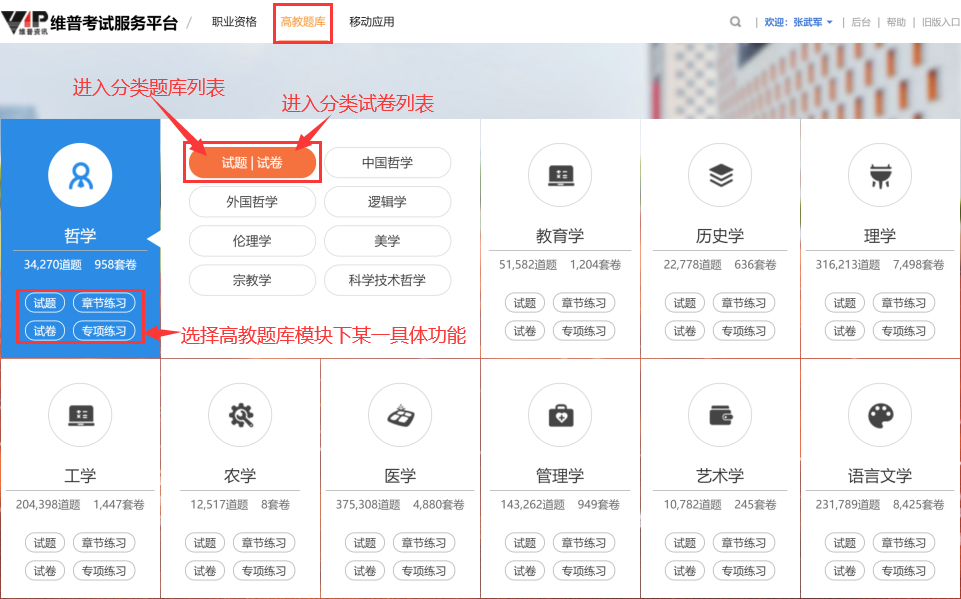 VIP 维普资讯 维普考试服务平台 / 职业资格 高教题库 移动应用 | 欢迎: 张武军 | 后台 | 帮助 | 旧版入口
进入分类题库列表
进入分类试卷列表
哲学
34,270道题 958套卷
试题 章节练习
试卷 专项练习
试题 | 试卷 中国哲学
外国哲学 逻辑学
伦理学 美学
宗教学 科学技术哲学
选择高教题库模块下某一具体功能
教育学
51,582道题 1,204套卷
试题 章节练习
试卷 专项练习
历史学
22,778道题 636套卷
试题 章节练习
试卷 专项练习
理学
316,213道题 7,498套卷
试题 章节练习
试卷 专项练习
工学
204,398道题 1,447套卷
试题 章节练习
试卷 专项练习
农学
12,517道题 8套卷
试题 章节练习
试卷 专项练习
医学
375,308道题 4,880套卷
试题 章节练习
试卷 专项练习
管理学
143,262道题 949套卷
试题 章节练习
试卷 专项练习
艺术学
10,782道题 245套卷
试题 章节练习
试卷 专项练习
语言文学
231,789道题 8,425套卷
试题 章节练习
试卷 专项练习